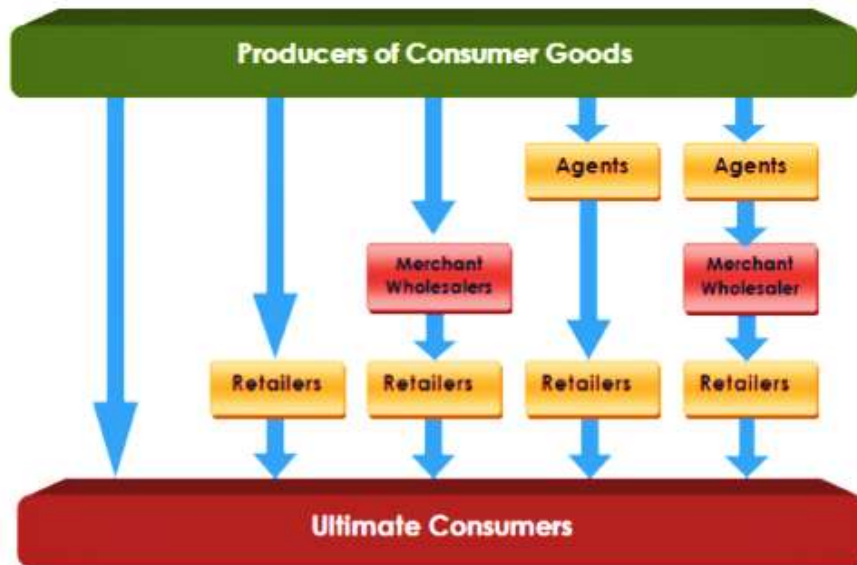 Producers of Consumer Goods
Agents
Agents
Merchant
Wholesalers
Merchant
Wholesaler
Retailers
Retailers
Retailers
Retailers
Ultimate Consumers